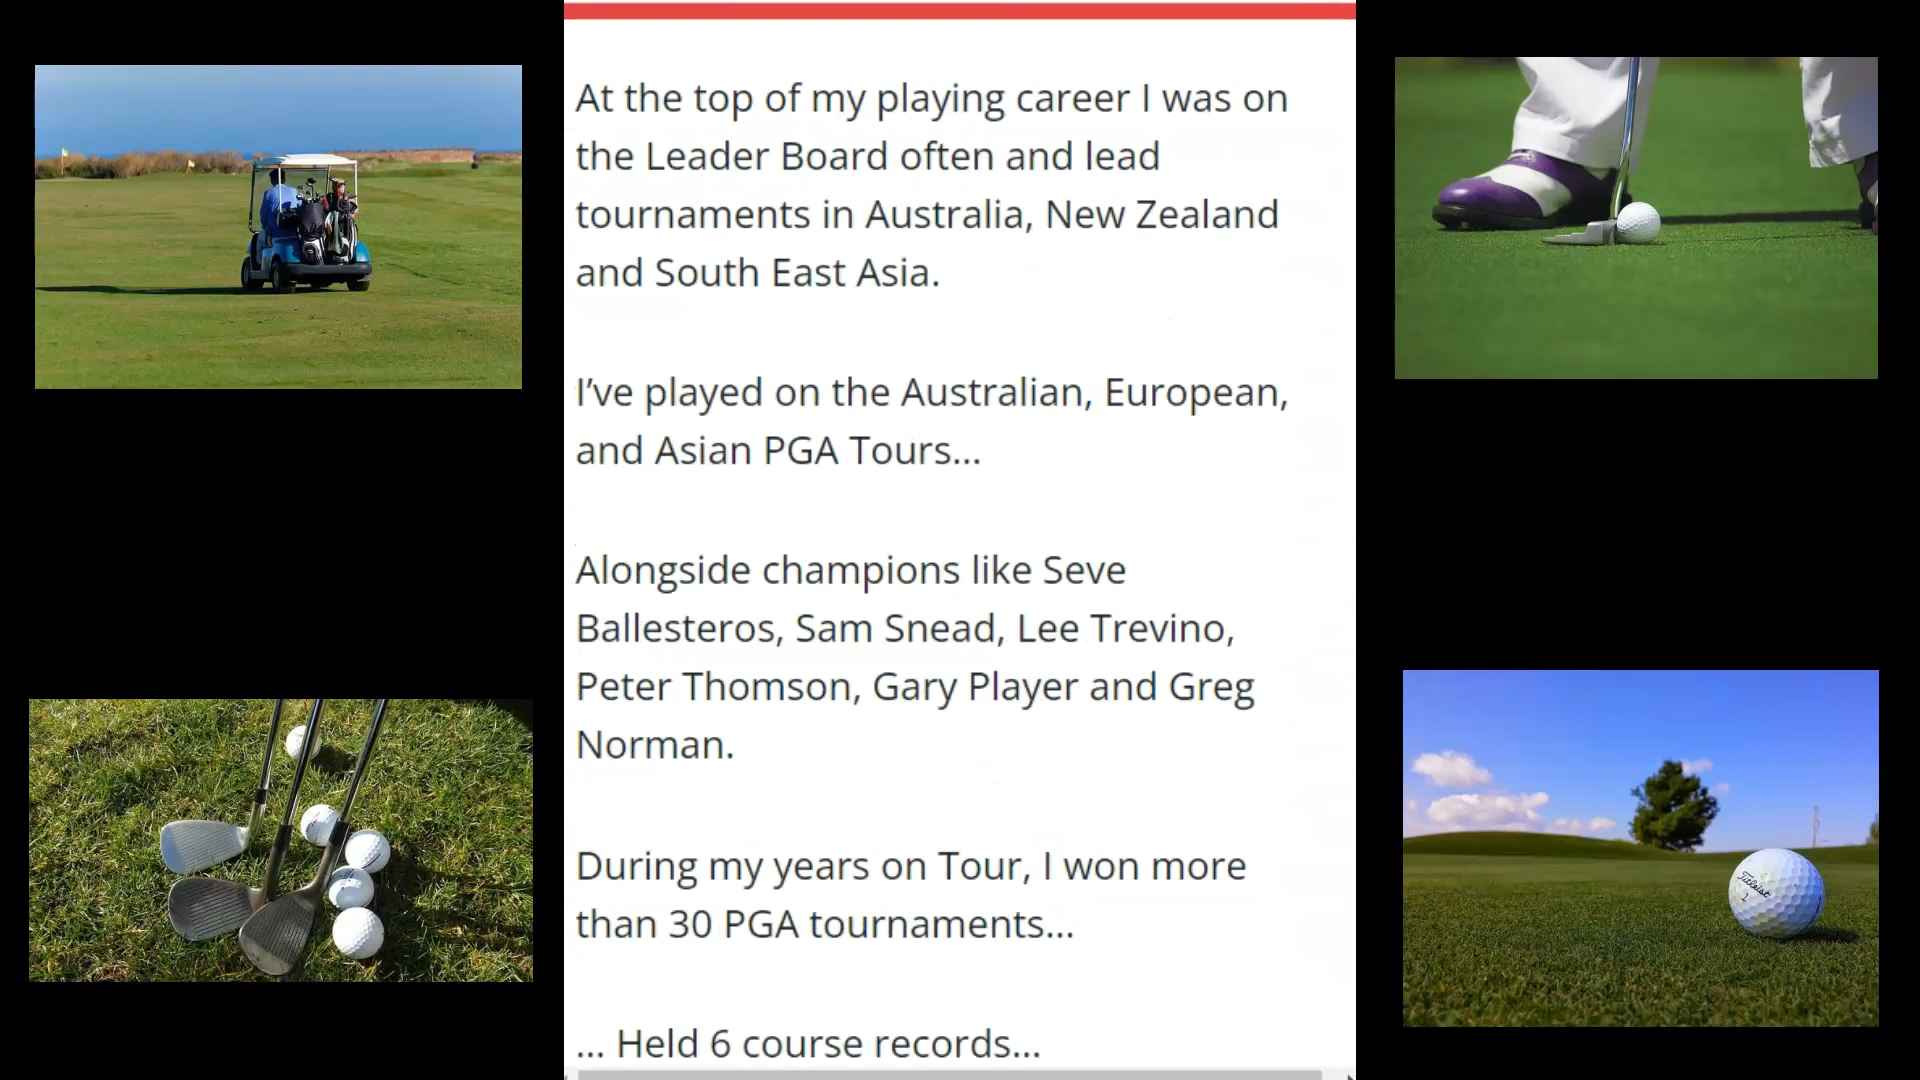 At the top of my playing career I was on
the Leader Board often and lead
tournaments in Australia, New Zealand
and South East Asia.
I’ve played on the Australian, European,
and Asian PGA Tours...
Alongside champions like Seve
Ballesteros, Sam Snead, Lee Trevino,
Peter Thomson, Gary Player and Greg
Norman.
During my years on Tour, I won more
than 30 PGA tournaments...
... Held 6 course records...
Titleist
1